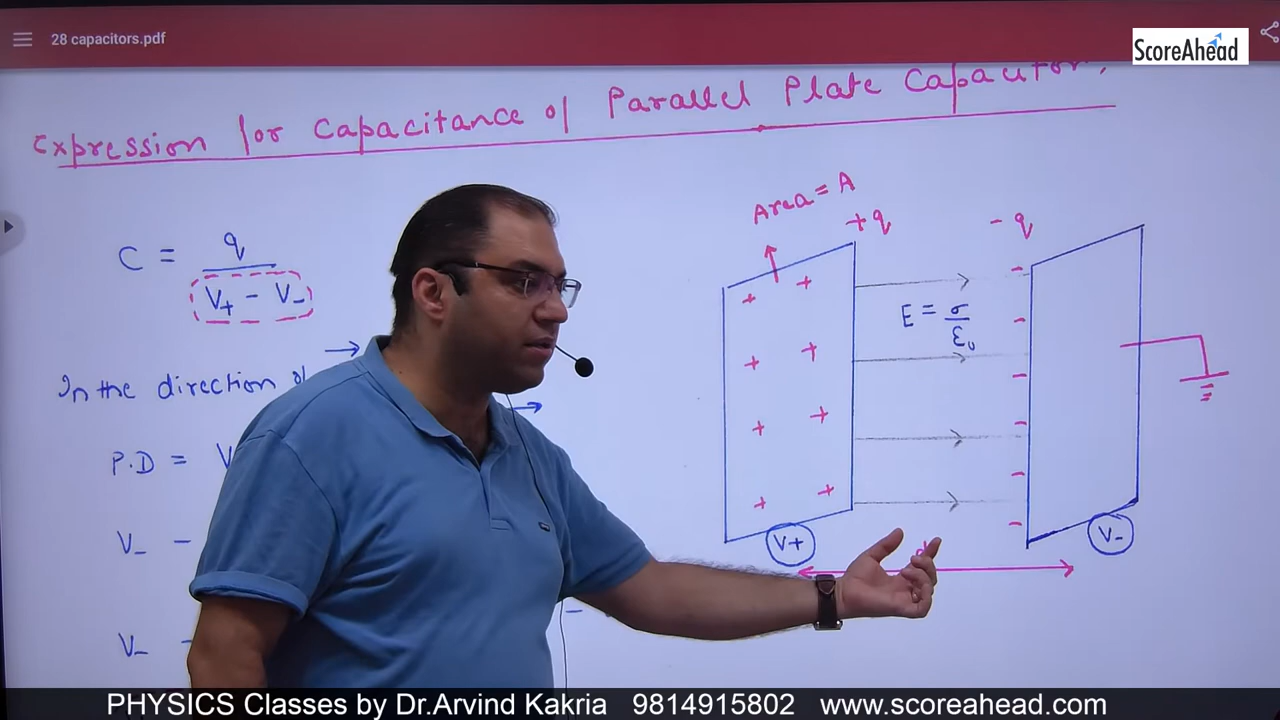 28 capacitors.pdf
ScoreAhead
Expression for Capacitance of Parallel Plate Capacitor.
Area = A
+q
- q
C = q / V+ - V-
E = σ / ε0
In the direction of
P.D = V
V- -
V- -
d
V+
V-
PHYSICS Classes by Dr.Arvind Kakria 9814915802 www.scoreahead.com